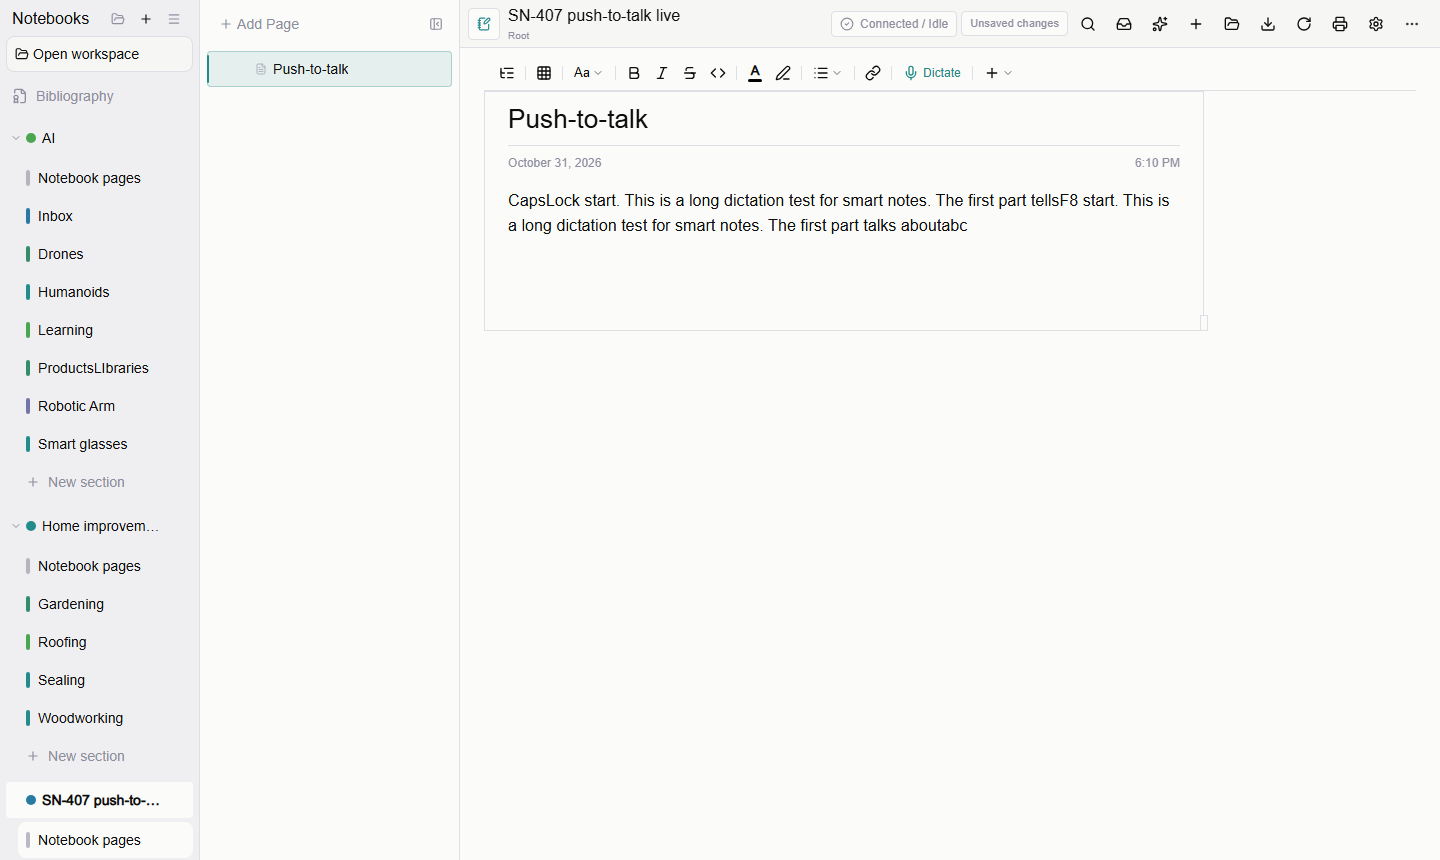 Notebooks
Open workspace
Bibliography
AI
Notebook pages
Inbox
Drones
Humanoids
Learning
ProductsLIbraries
Robotic Arm
Smart glasses
New section
Home improvem…
Notebook pages
Gardening
Roofing
Sealing
Woodworking
New section
SN-407 push-to-…
Notebook pages
Add Page
Push-to-talk
SN-407 push-to-talk live
Root
Connected / Idle
Unsaved changes
Aa
B
I
S
A
Dictate
Push-to-talk
October 31, 2026
6:10 PM
CapsLock start. This is a long dictation test for smart notes. The first part tellsF8 start. This is
a long dictation test for smart notes. The first part talks aboutabc